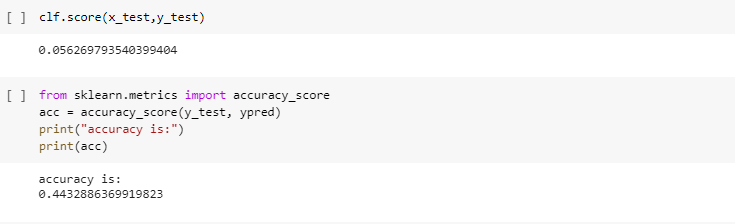 [ ] clf.score(x_test,y_test)
0.056269793540399404
[ ] from sklearn.metrics import accuracy_score
acc = accuracy_score(y_test, ypred)
print("accuracy is:")
print(acc)
accuracy is:
0.4432886369919823